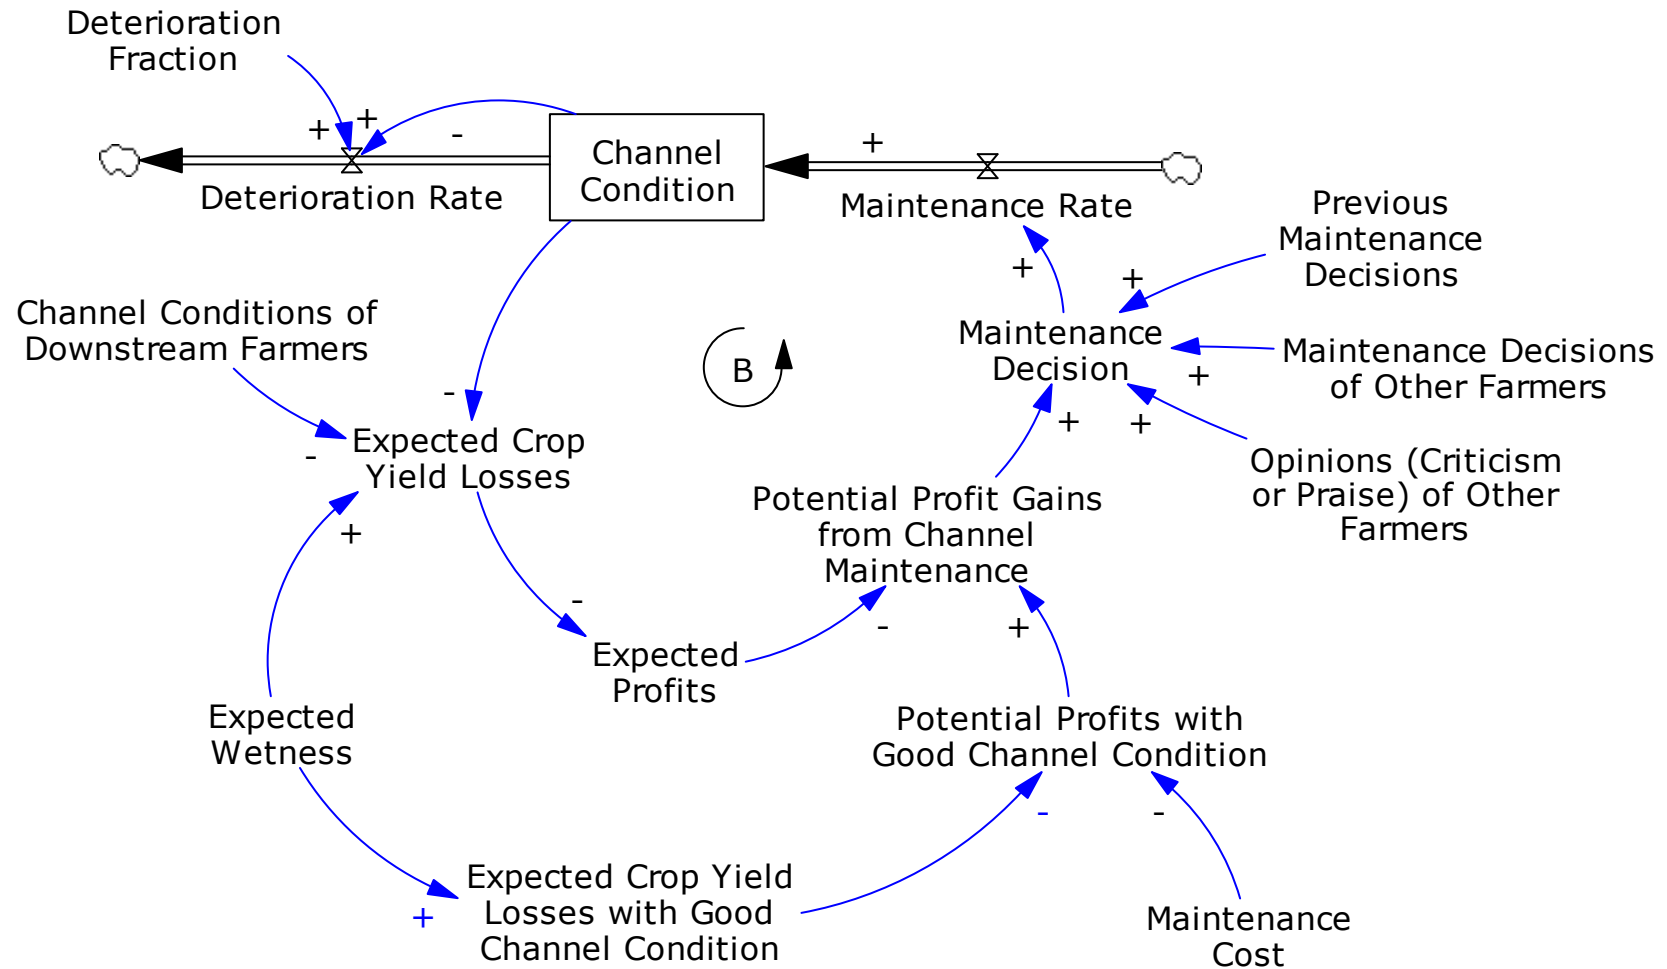 Deterioration
Fraction
+
+
-
+
Channel
Condition
Deterioration Rate
Maintenance Rate
Previous
Maintenance
Decisions
+
+
Channel Conditions of
Downstream Farmers
Maintenance
Decision
Maintenance Decisions
of Other Farmers
+
B
-
-
Expected Crop
Yield Losses
+
+
+
Opinions (Criticism
or Praise) of Other
Farmers
Potential Profit Gains
from Channel
Maintenance
-
-
+
Expected
Profits
Expected
Wetness
Potential Profits with
Good Channel Condition
-
-
+
Expected Crop Yield
Losses with Good
Channel Condition
Maintenance
Cost